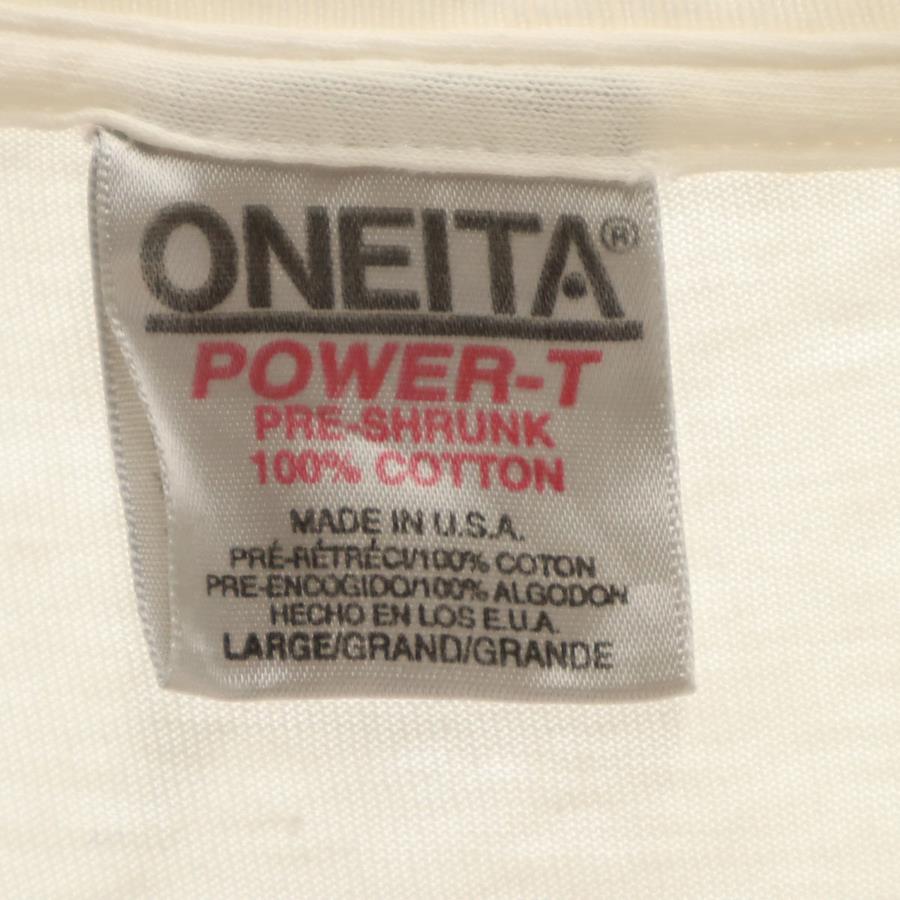 ONEITA®
POWER-T
PRE-SHRUNK
100% COTTON
MADE IN U.S.A.
PRÉ-RÉTRÉCI/100% COTON
PRE-ENCOGIDO/100% ALGODON
HECHO EN LOS E.U.A.
LARGE/GRAND/GRANDE